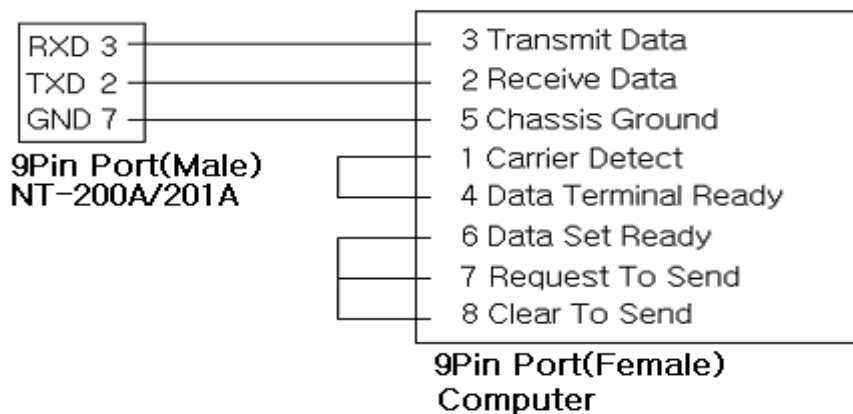 RXD 3
TXD 2
GND 7
9Pin Port(Male)
NT-200A/201A
3 Transmit Data
2 Receive Data
5 Chassis Ground
1 Carrier Detect
4 Data Terminal Ready
6 Data Set Ready
7 Request To Send
8 Clear To Send
9Pin Port(Female)
Computer